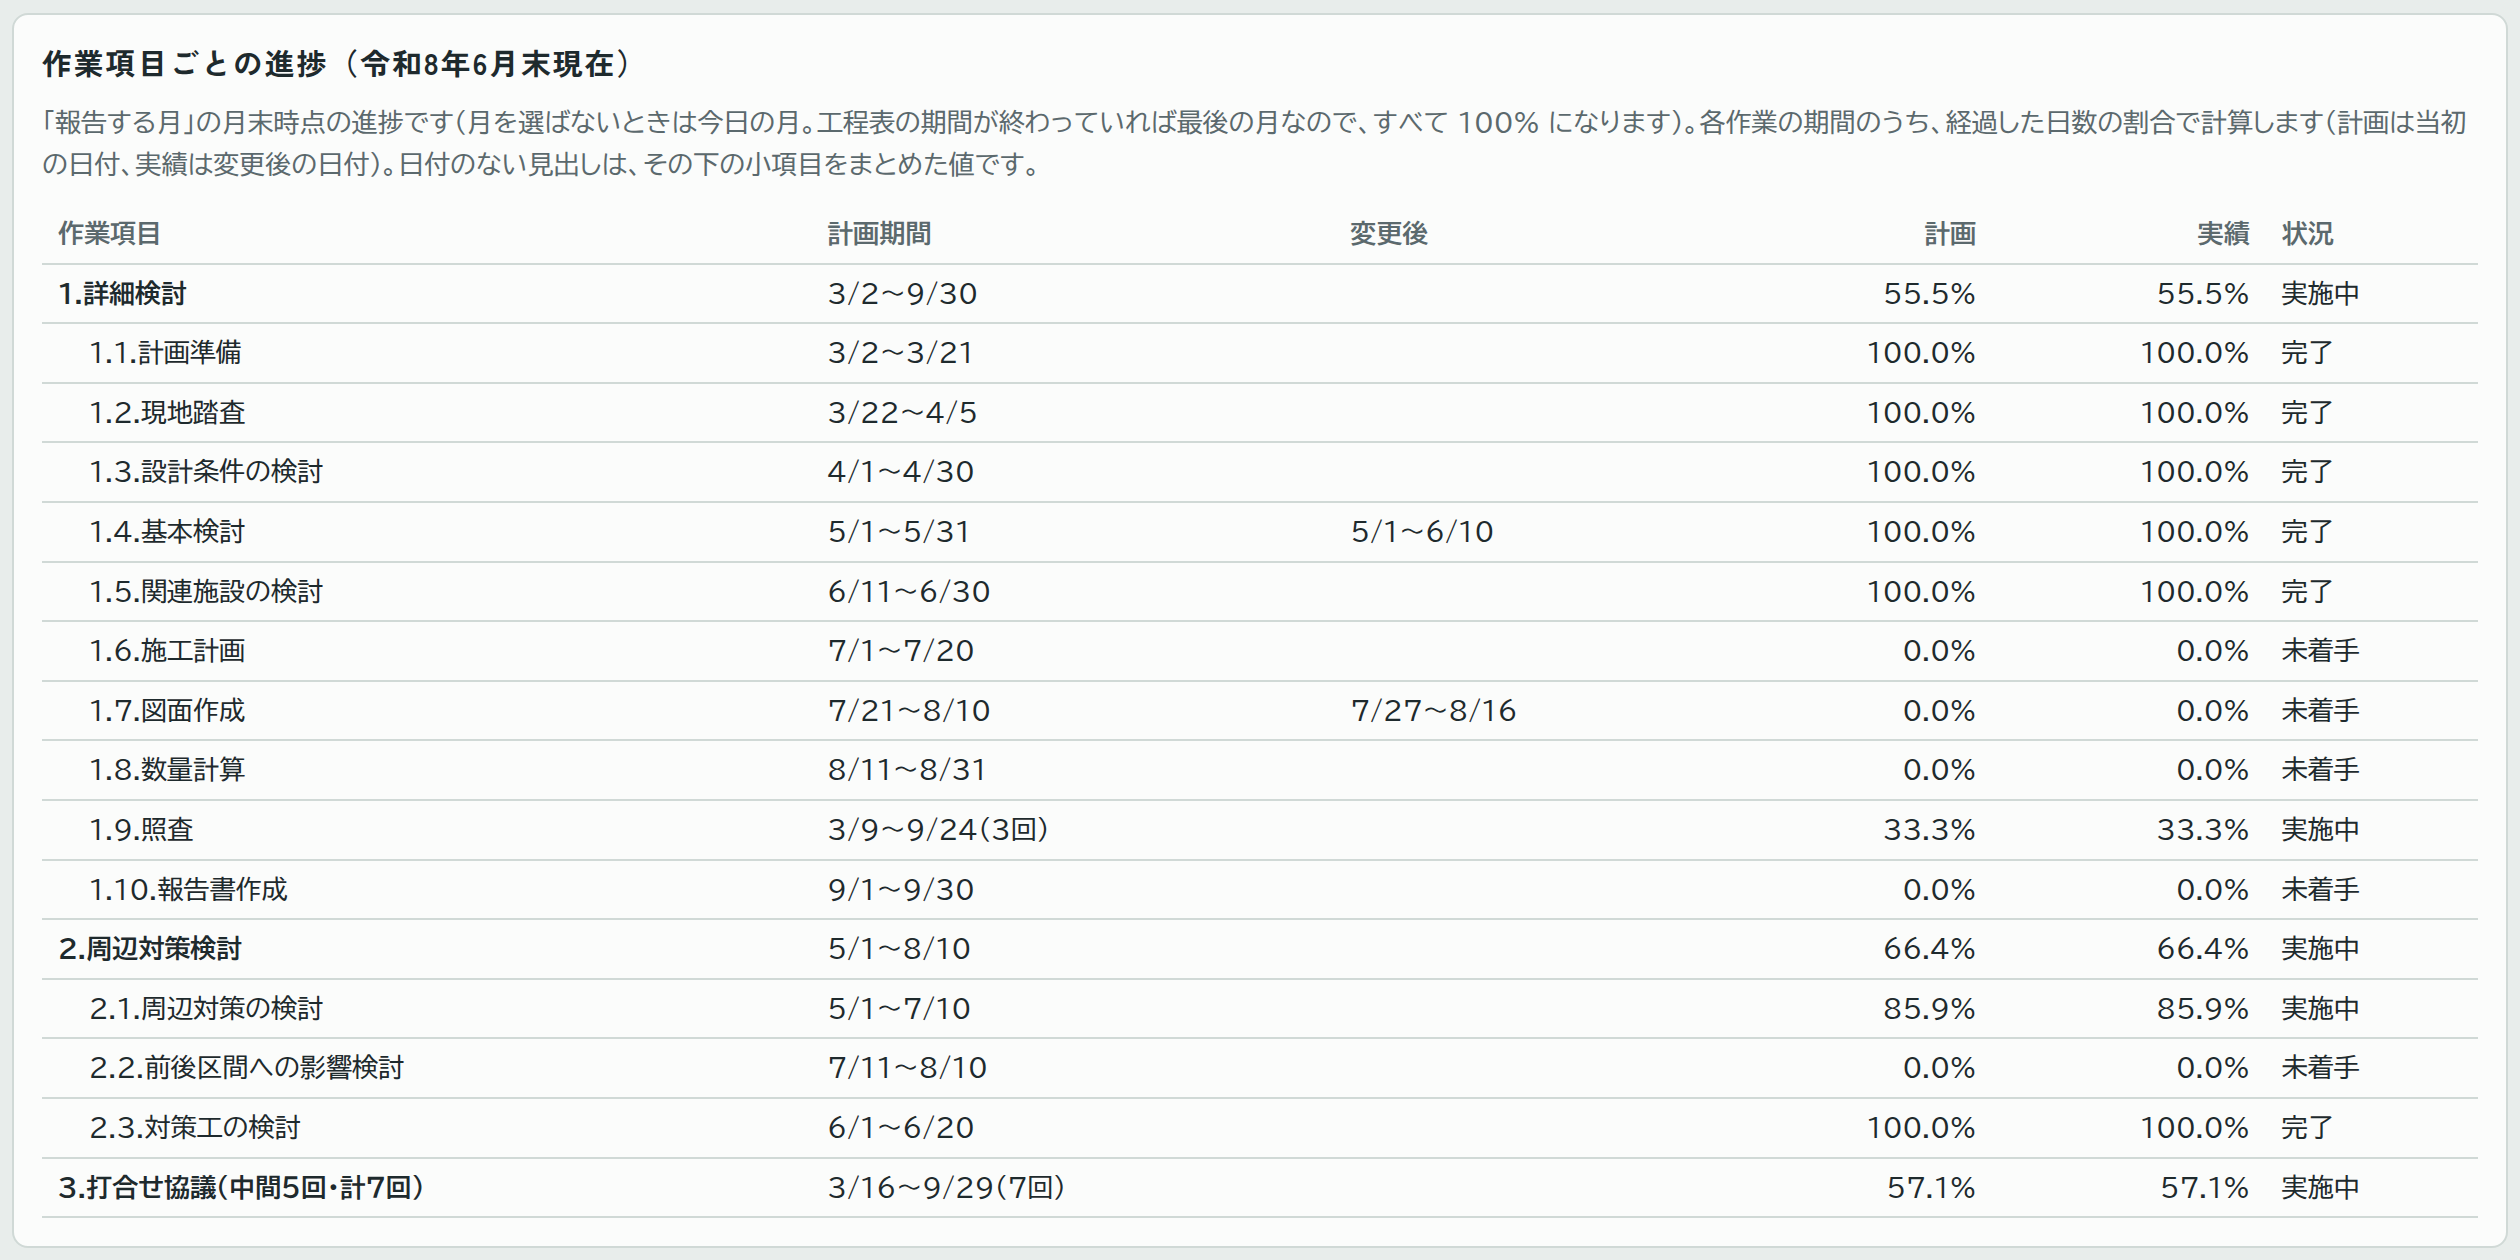 作業項目ごとの進捗（令和8年6月末現在）
「報告する月」の月末時点の進捗です（月を選ばないときは今日の月。工程表の期間が終わっていれば最後の月なので、すべて 100% になります）。各作業の期間のうち、経過した日数の割合で計算します（計画は当初
の日付、実績は変更後の日付）。日付のない見出しは、その下の小項目をまとめた値です。
作業項目 計画期間 変更後 計画 実績 状況
1.詳細検討 3/2～9/30 55.5% 55.5% 実施中
1.1.計画準備 3/2～3/21 100.0% 100.0% 完了
1.2.現地踏査 3/22～4/5 100.0% 100.0% 完了
1.3.設計条件の検討 4/1～4/30 100.0% 100.0% 完了
1.4.基本検討 5/1～5/31 5/1～6/10 100.0% 100.0% 完了
1.5.関連施設の検討 6/11～6/30 100.0% 100.0% 完了
1.6.施工計画 7/1～7/20 0.0% 0.0% 未着手
1.7.図面作成 7/21～8/10 7/27～8/16 0.0% 0.0% 未着手
1.8.数量計算 8/11～8/31 0.0% 0.0% 未着手
1.9.照査 3/9～9/24（3回） 33.3% 33.3% 実施中
1.10.報告書作成 9/1～9/30 0.0% 0.0% 未着手
2.周辺対策検討 5/1～8/10 66.4% 66.4% 実施中
2.1.周辺対策の検討 5/1～7/10 85.9% 85.9% 実施中
2.2.前後区間への影響検討 7/11～8/10 0.0% 0.0% 未着手
2.3.対策工の検討 6/1～6/20 100.0% 100.0% 完了
3.打合せ協議（中間5回・計7回） 3/16～9/29（7回） 57.1% 57.1% 実施中